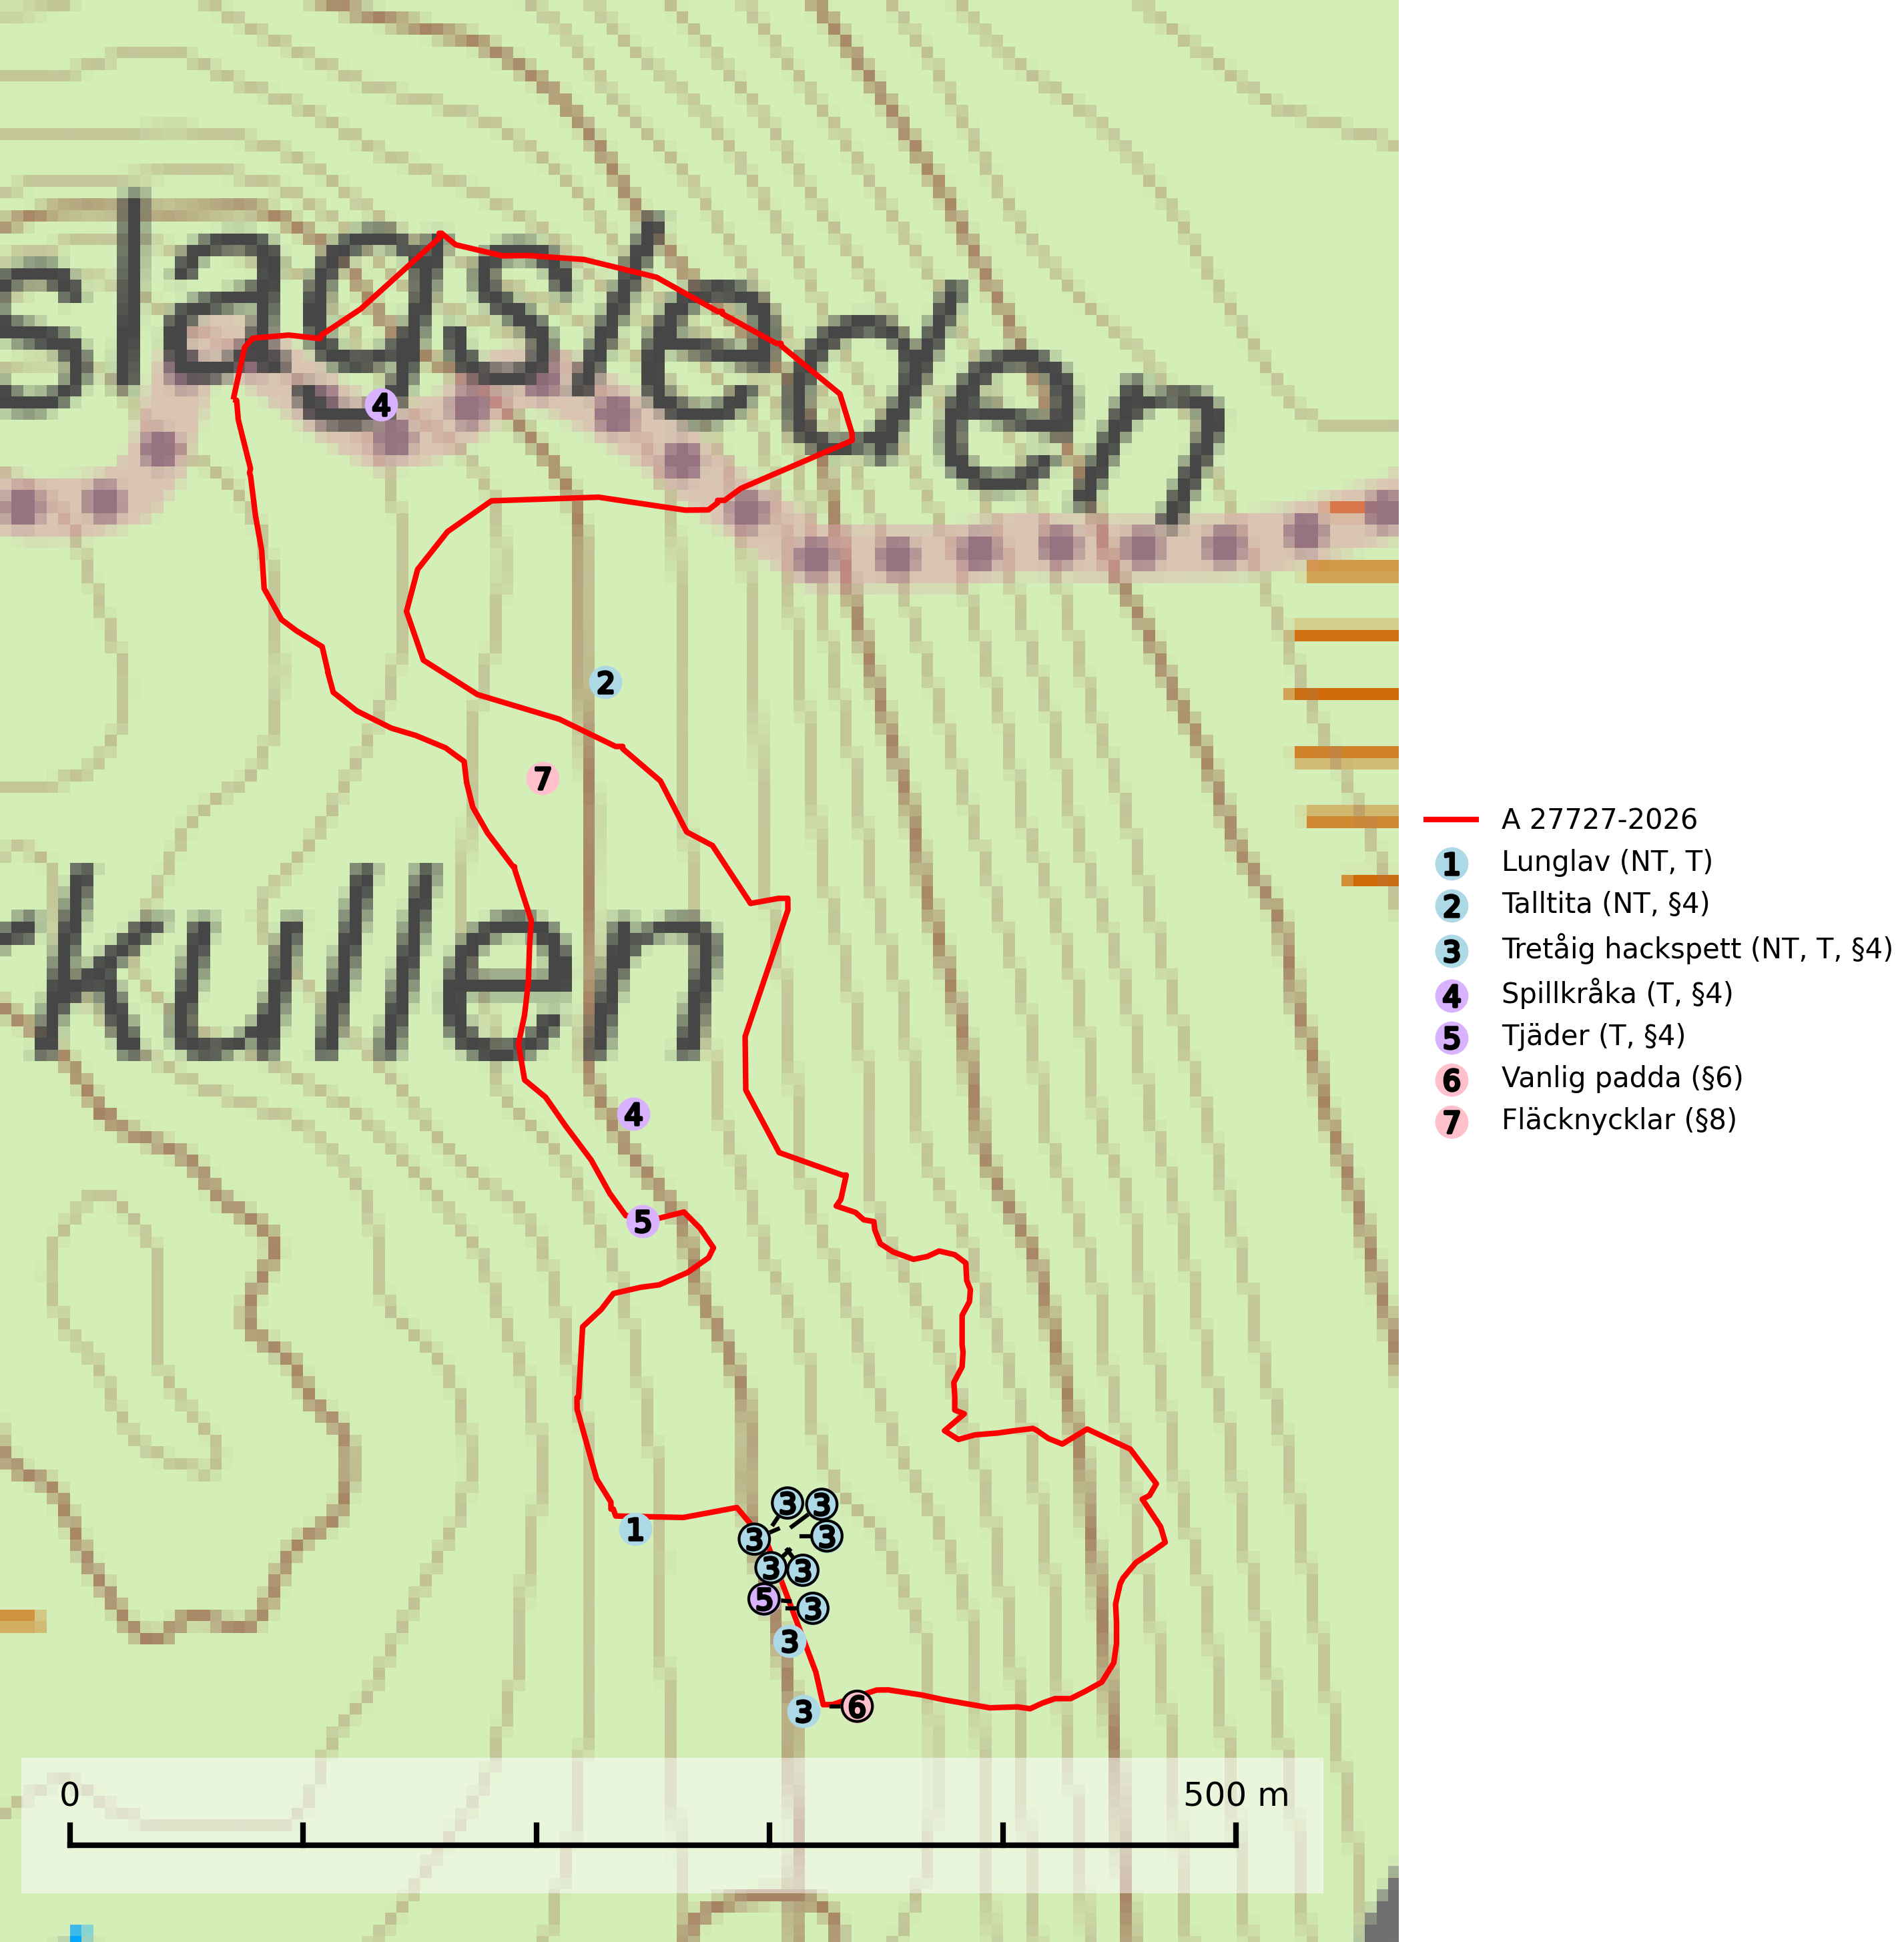 slagsleden
4
2
7
rkullen
4
5
1
3 3
3 3
3 3
5 3
3
3 6
0 500 m
A 27727-2026
1 Lunglav (NT, T)
2 Talltita (NT, §4)
3 Tretåig hackspett (NT, T, §4)
4 Spillkråka (T, §4)
5 Tjäder (T, §4)
6 Vanlig padda (§6)
7 Fläcknycklar (§8)